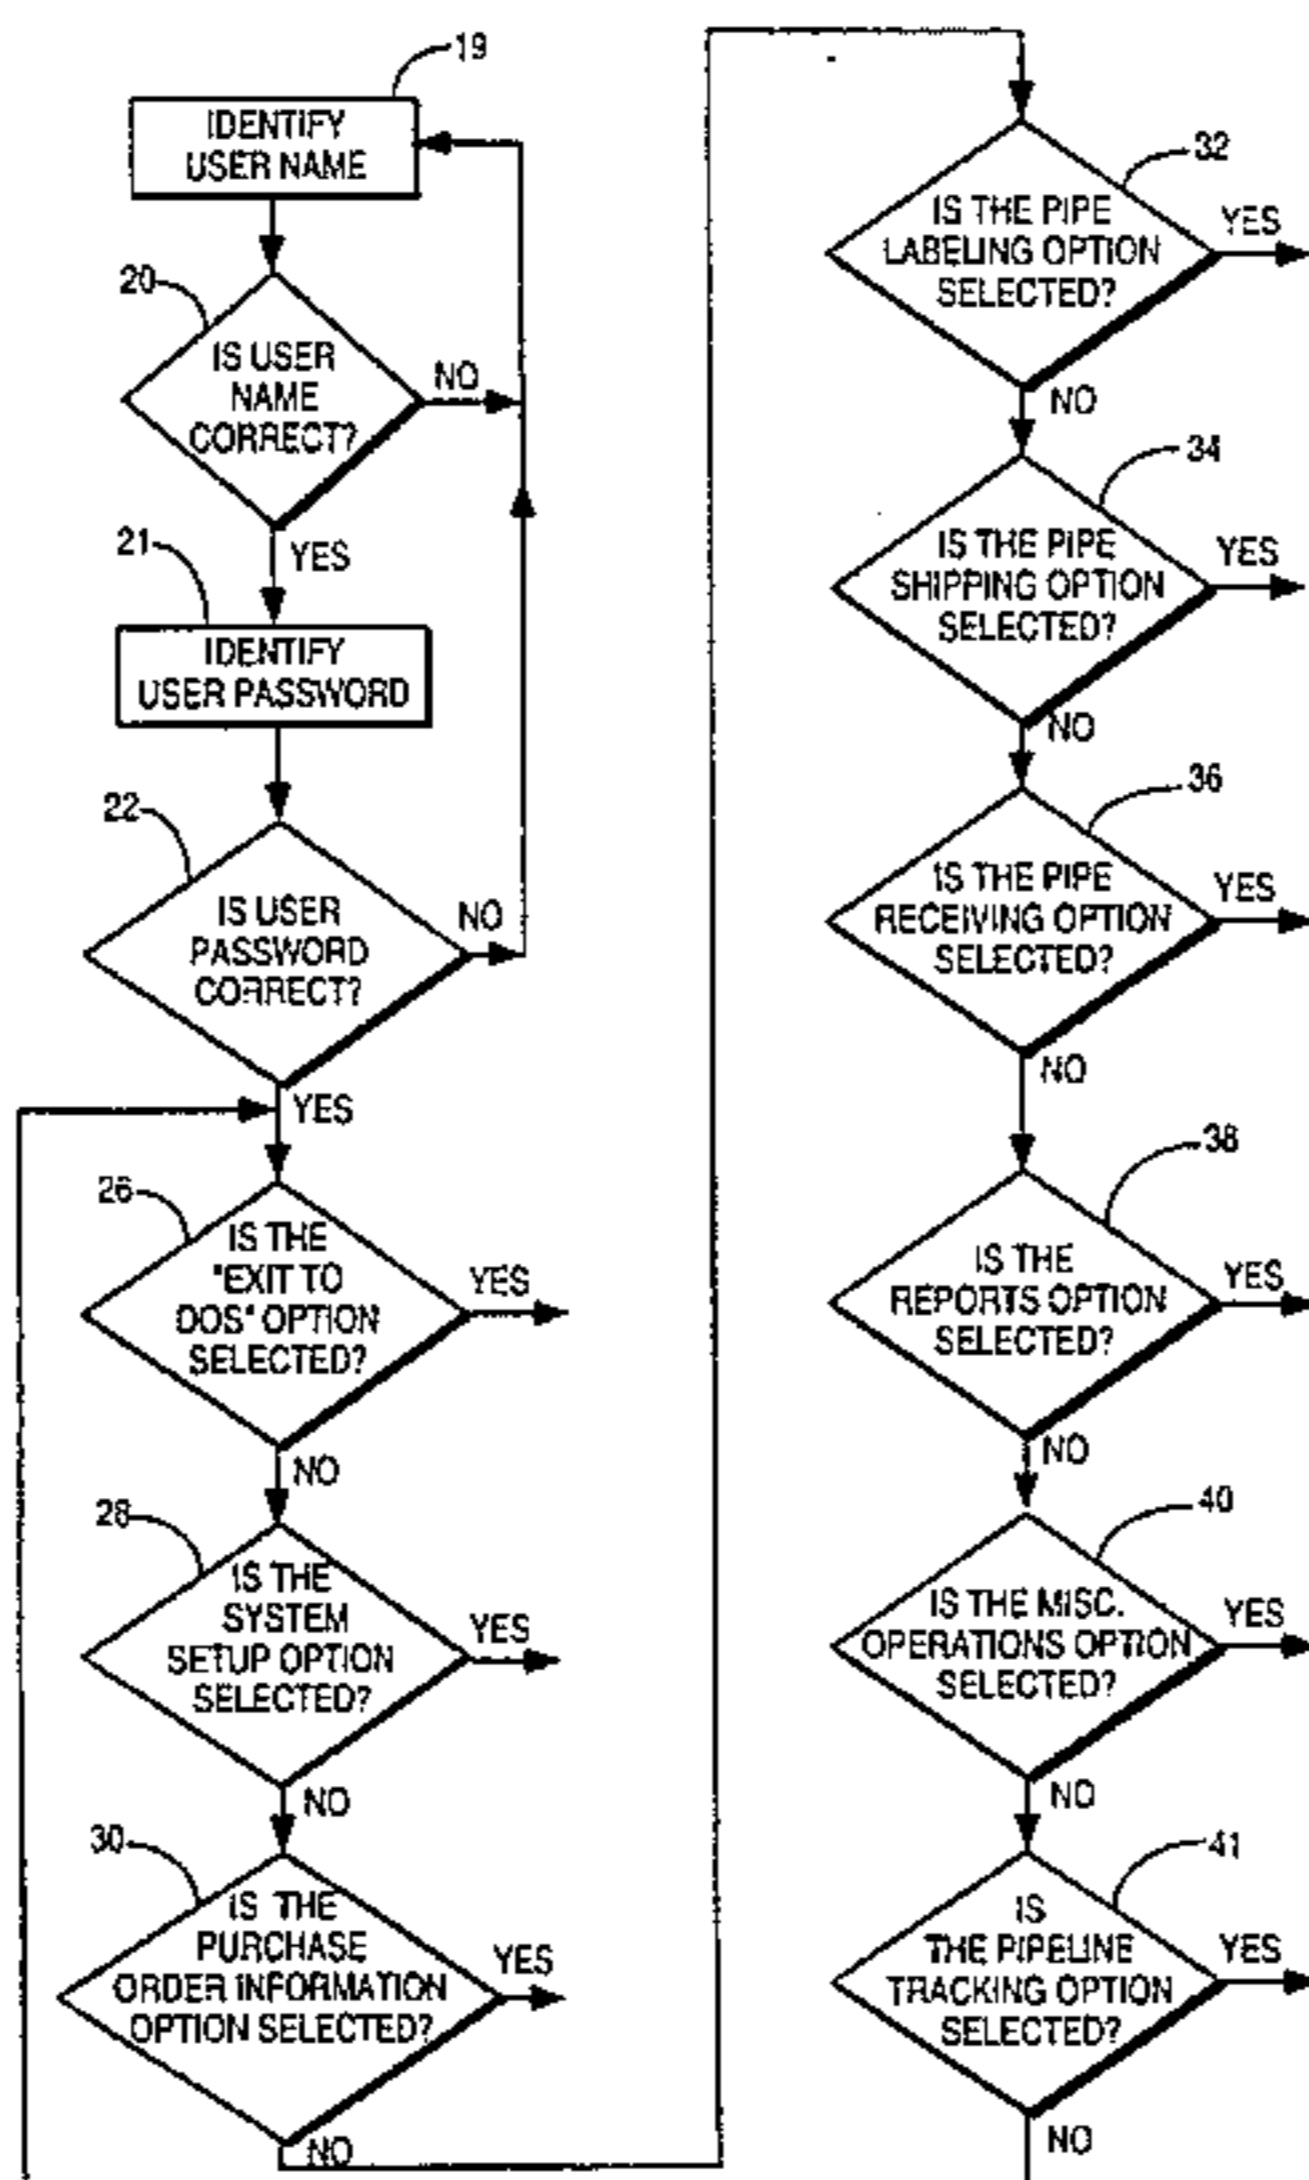 19
IDENTIFY
USER NAME
20
IS USER
NAME
CORRECT?
NO
YES
21
IDENTIFY
USER PASSWORD
22
IS USER
PASSWORD
CORRECT?
NO
YES
26
IS THE
"EXIT TO
DOS" OPTION
SELECTED?
YES
NO
28
IS THE
SYSTEM
SETUP OPTION
SELECTED?
YES
NO
30
IS THE
PURCHASE
ORDER INFORMATION
OPTION SELECTED?
YES
NO
32
IS THE PIPE
LABELING OPTION
SELECTED?
YES
NO
34
IS THE PIPE
SHIPPING OPTION
SELECTED?
YES
NO
36
IS THE PIPE
RECEIVING OPTION
SELECTED?
YES
NO
38
IS THE
REPORTS OPTION
SELECTED?
YES
NO
40
IS THE MISC.
OPERATIONS OPTION
SELECTED?
YES
NO
41
IS
THE PIPELINE
TRACKING OPTION
SELECTED?
YES
NO